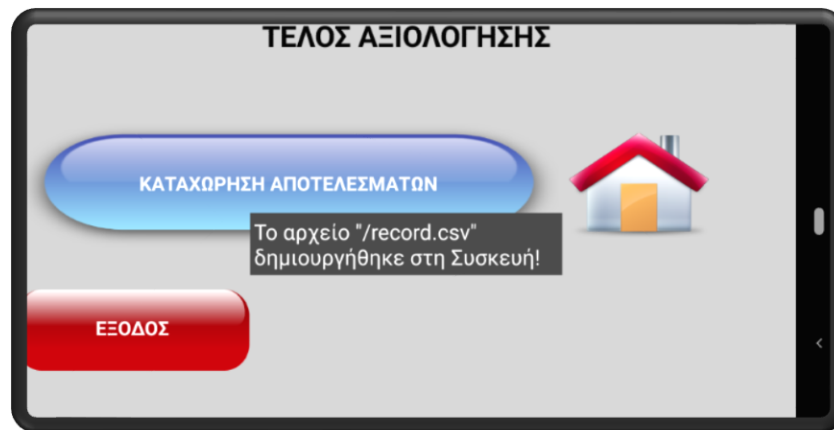 ΤΕΛΟΣ ΑΞΙΟΛΟΓΗΣΗΣ
ΚΑΤΑΧΩΡΗΣΗ ΑΠΟΤΕΛΕΣΜΑΤΩΝ
Το αρχείο "/record.csv"
δημιουργήθηκε στη Συσκευή!
ΕΞΟΔΟΣ